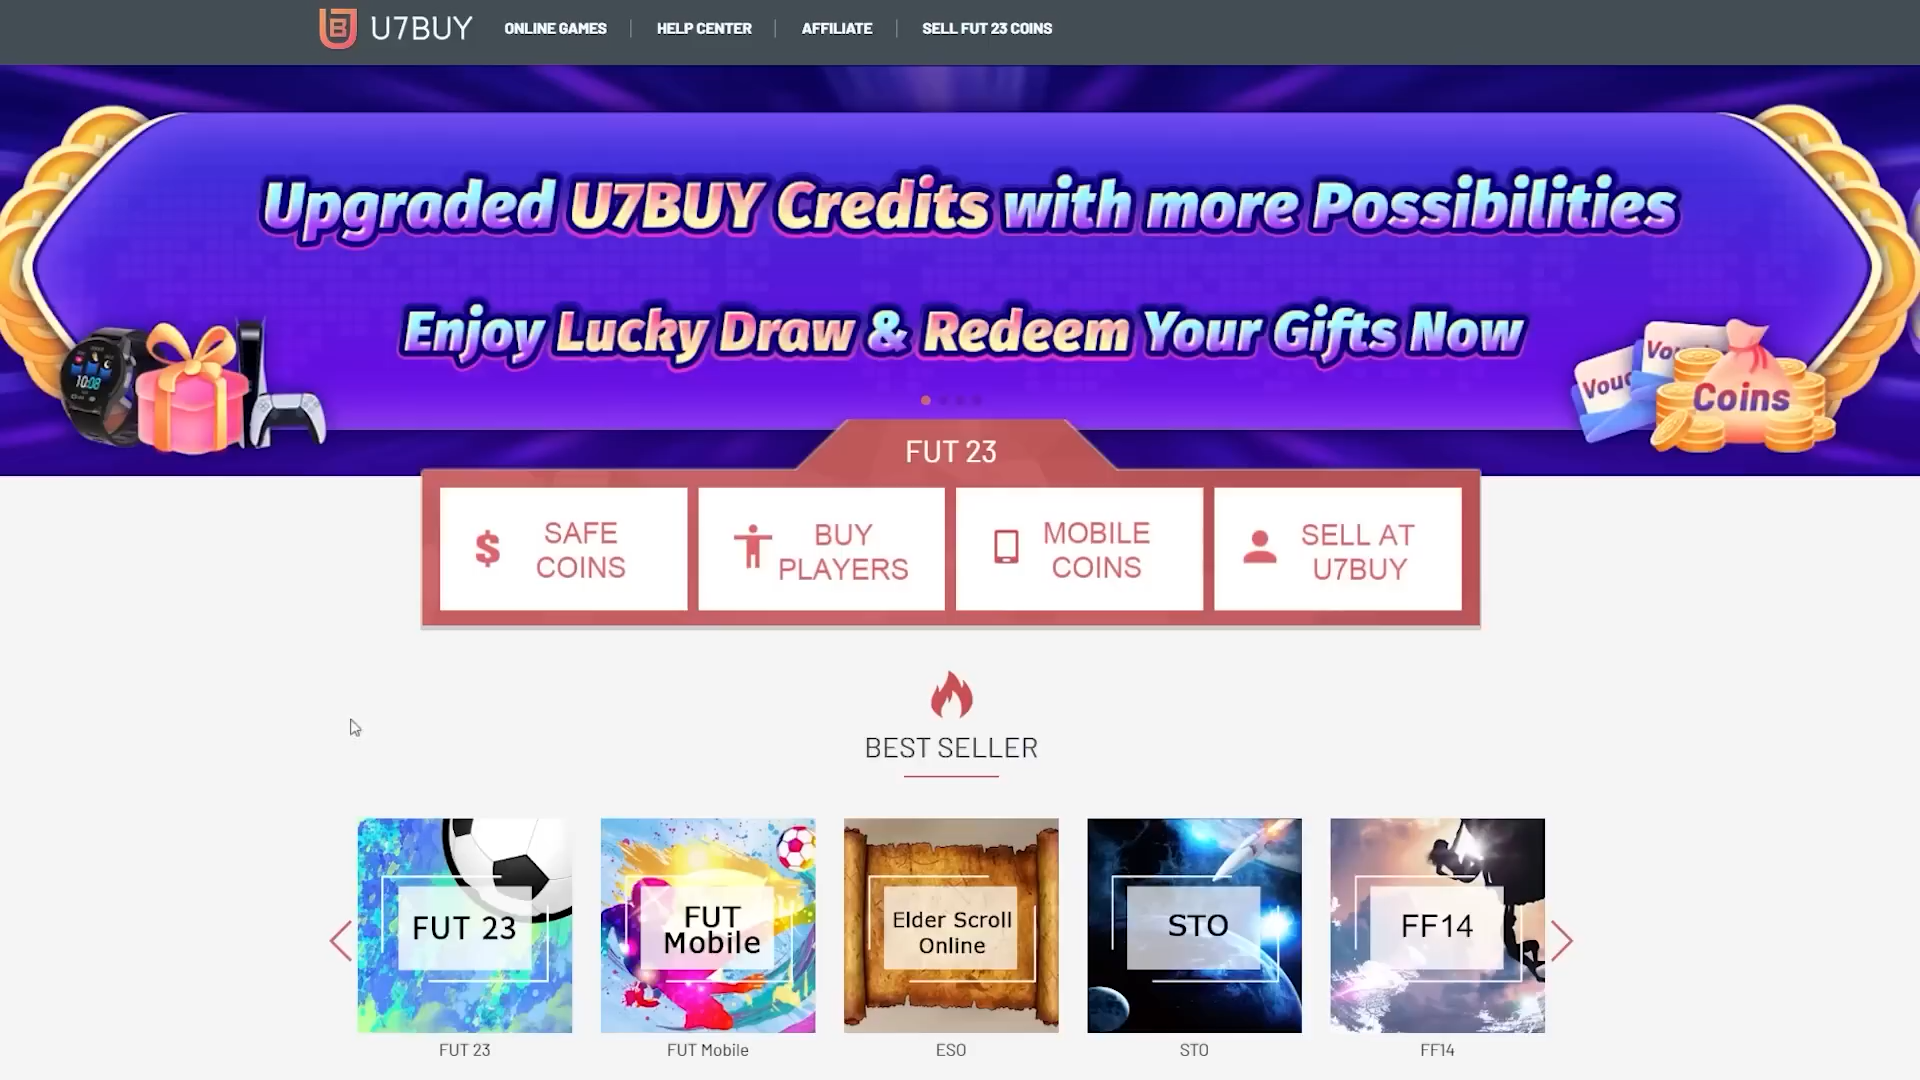 U7BUY
ONLINE GAMES
HELP CENTER
AFFILIATE
SELL FUT 23 COINS
Upgraded U7BUY Credits with more Possibilities
Enjoy Lucky Draw & Redeem Your Gifts Now
10:08
Coins
FUT 23
SAFE
COINS
BUY
PLAYERS
MOBILE
COINS
SELL AT
U7BUY
BEST SELLER
FUT 23
FUT
Mobile
Elder Scroll
Online
STO
FF14
FUT 23
FUT Mobile
ESO
STO
FF14